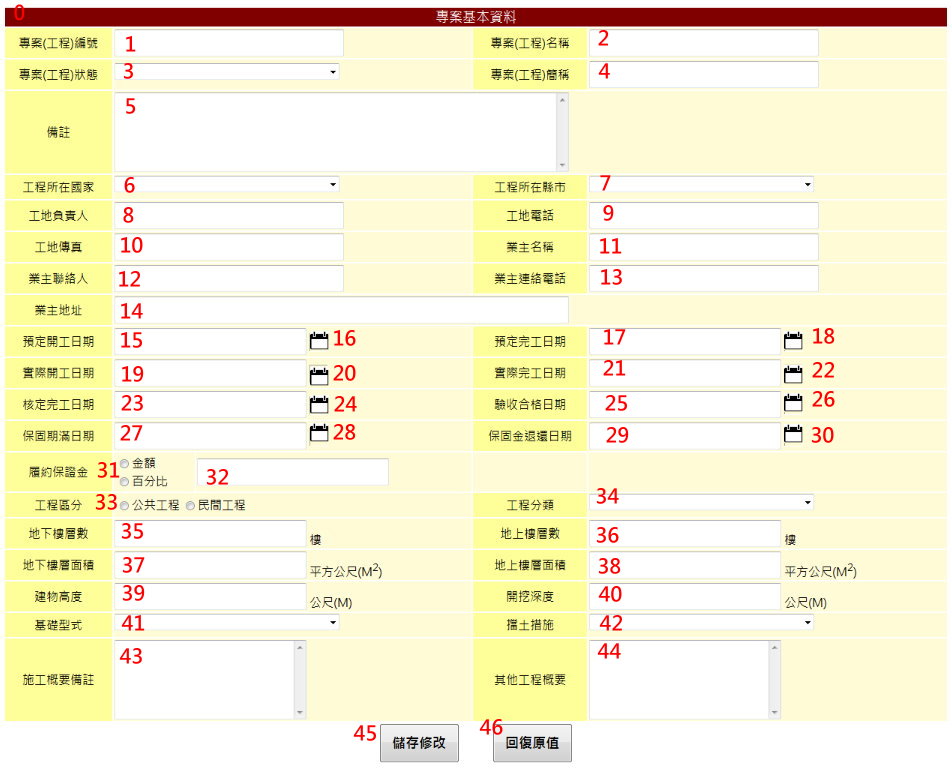 0 專案基本資料
專案(工程)編號 1 專案(工程)名稱 2
專案(工程)狀態 3 專案(工程)簡稱 4
備註 5
工程所在國家 6 工程所在縣市 7
工地負責人 8 工地電話 9
工地傳真 10 業主名稱 11
業主聯絡人 12 業主連絡電話 13
業主地址 14
預定開工日期 15 16 預定完工日期 17 18
實際開工日期 19 20 實際完工日期 21 22
核定完工日期 23 24 驗收合格日期 25 26
保固期滿日期 27 28 保固金退還日期 29 30
履約保證金 31 金額
百分比 32
工程區分 33 公共工程 民間工程 工程分類 34
地下樓層數 35 樓 地上樓層數 36 樓
地下樓層面積 37 平方公尺(M2) 地上樓層面積 38 平方公尺(M2)
建物高度 39 公尺(M) 開挖深度 40 公尺(M)
基礎型式 41 擋土措施 42
施工概要備註 43 其他工程概要 44
45 儲存修改 46 回復原值